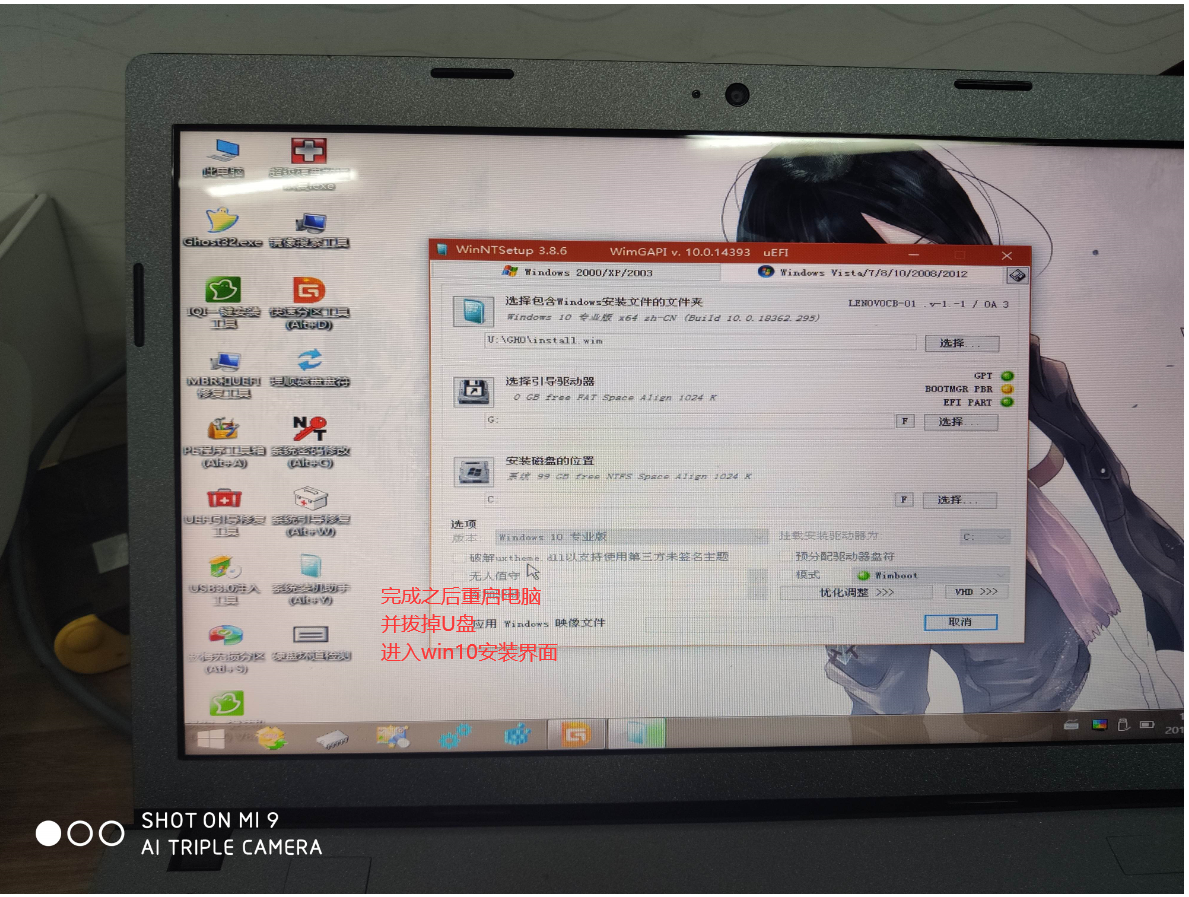 此电脑
Ghost32.exe
镜像搜索工具
IQI一键安装
工具
快速分区工具
(Alt+D)
MBR和UEFI
修复工具
PE程序工具箱
(Alt+A)
系统密码修改
(Alt+C)
UEFI引导修复
工具
系统引导修复
(Alt+W)
USB3.0注入
工具
系统安装助手
(Alt+Y)
WinNTSetup 3.8.6 WimGAPI v. 10.0.14393 uEFI
Windows 2000/XP/2003
Windows Vista/7/8/10/2008/2012
选择包含Windows安装文件的文件夹
LENOVOCB-01 .v-1.-1 / OA 3
Windows 10 专业版 x64 zh-CN (Build 10.0.18362.295)
U:\GHO\install.wim
选择...
选择引导驱动器
GPT
BOOTMGR PBR
EFI PART
0 GB free FAT Space Align 1024 K
G:
F
选择...
安装磁盘的位置
系统 99 GB free NTFS Space Align 1024 K
C:
F
选择...
选项
版本
Windows 10 专业版
挂载安装驱动器为
C:
破解uxtheme.dll以支持使用第三方未签名主题
预分配驱动器盘符
无人值守
模式
Wimboot
优化调整 >>>
VHD >>>
应用 Windows 映像文件
取消
完成之后重启电脑
并拔掉U盘
进入win10安装界面
SHOT ON MI 9
AI TRIPLE CAMERA